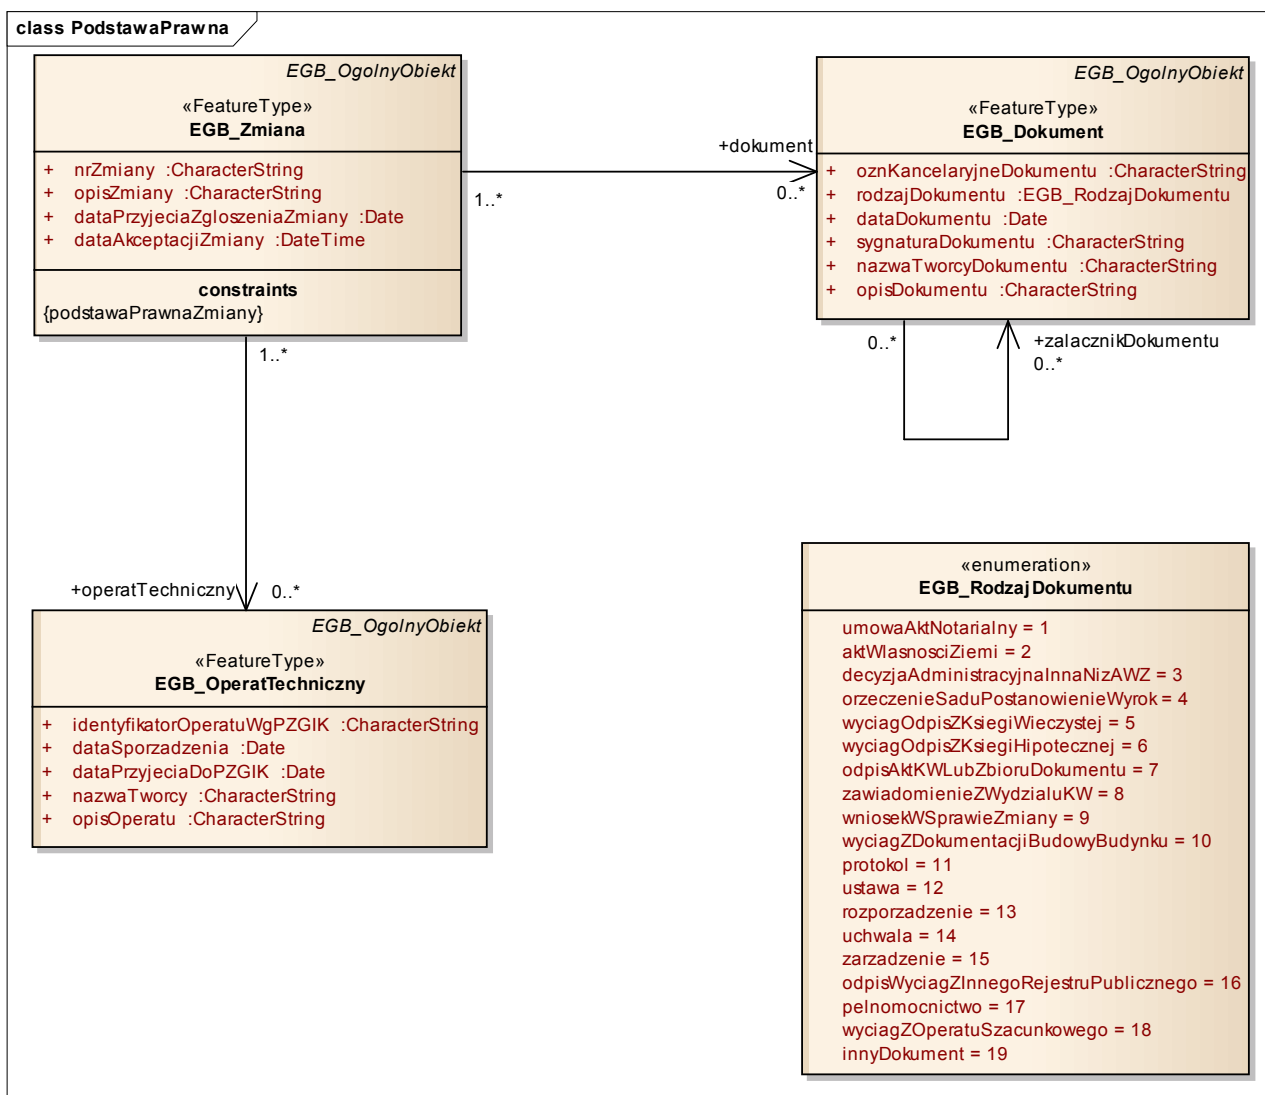 class PodstawaPrawna
EGB_OgolnyObiekt
«FeatureType»
EGB_Zmiana
+ nrZmiany :CharacterString
+ opisZmiany :CharacterString
+ dataPrzyjeciaZgloszeniaZmiany :Date
+ dataAkceptacjiZmiany :DateTime
constraints
{podstawaPrawnaZmiany}
1..*
+dokument
0..*
EGB_OgolnyObiekt
«FeatureType»
EGB_Dokument
+ oznKancelaryjneDokumentu :CharacterString
+ rodzajDokumentu :EGB_RodzajDokumentu
+ dataDokumentu :Date
+ sygnaturaDokumentu :CharacterString
+ nazwaTworcyDokumentu :CharacterString
+ opisDokumentu :CharacterString
0..*
+zalacznikDokumentu
0..*
1..*
+operatTechniczny
0..*
EGB_OgolnyObiekt
«FeatureType»
EGB_OperatTechniczny
+ identyfikatorOperatuWgPZGIK :CharacterString
+ dataSporzadzenia :Date
+ dataPrzyjeciaDoPZGIK :Date
+ nazwaTworcy :CharacterString
+ opisOperatu :CharacterString
«enumeration»
EGB_RodzajDokumentu
umowaAktNotarialny = 1
aktWlasnosciZiemi = 2
decyzjaAdministracyjnaInnaNizAWZ = 3
orzeczenieSaduPostanowienieWyrok = 4
wyciagOdpisZKsiegiWieczystej = 5
wyciagOdpisZKsiegiHipotecznej = 6
odpisAktKWLubZbioruDokumentu = 7
zawiadomienieZWydzialuKW = 8
wniosekWSprawieZmiany = 9
wyciagZDokumentacjiBudowyBudynku = 10
protokol = 11
ustawa = 12
rozporzadzenie = 13
uchwala = 14
zarzadzenie = 15
odpisWyciagZInnegoRejestruPublicznego = 16
pelnomocnictwo = 17
wyciagZOperatuSzacunkowego = 18
innyDokument = 19